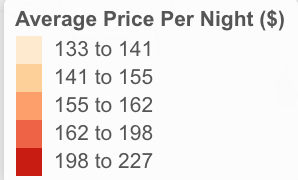 Average Price Per Night ($)
133 to 141
141 to 155
155 to 162
162 to 198
198 to 227